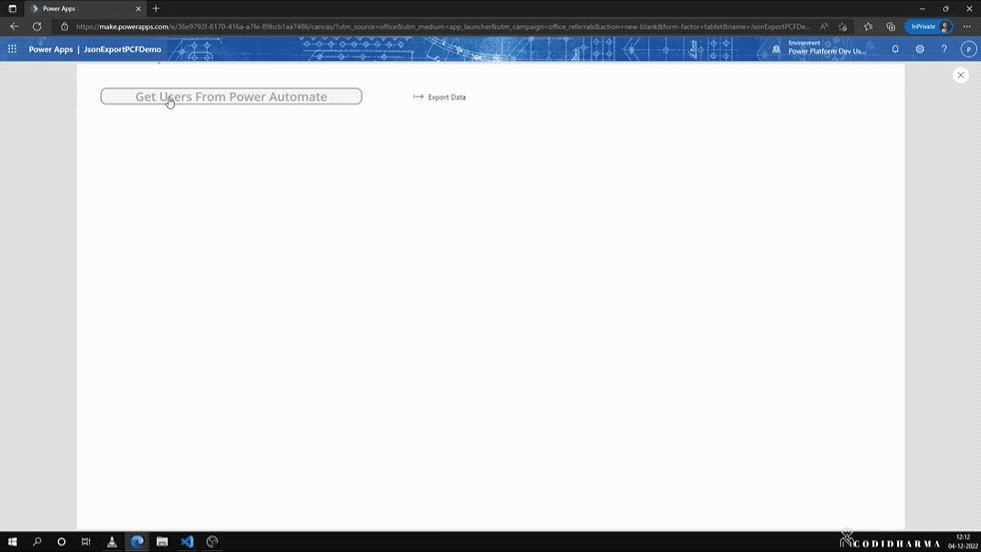 Power Apps
https://make.powerapps.com/e/36e9792f-8170-416a-a7fe-89bcb1aa7486/canvas/?utm_source=office&utm_medium=app_launcher&utm_campaign=office_referrals&action=new-blank&form-factor=tablet&name=JsonExportPCFDe...
InPrivate
Power Apps | JsonExportPCFDemo
Environment
Power Platform Dev Us...
P
Get Users From Power Automate
Export Data
CODIDHARMA
12:12
04-12-2022